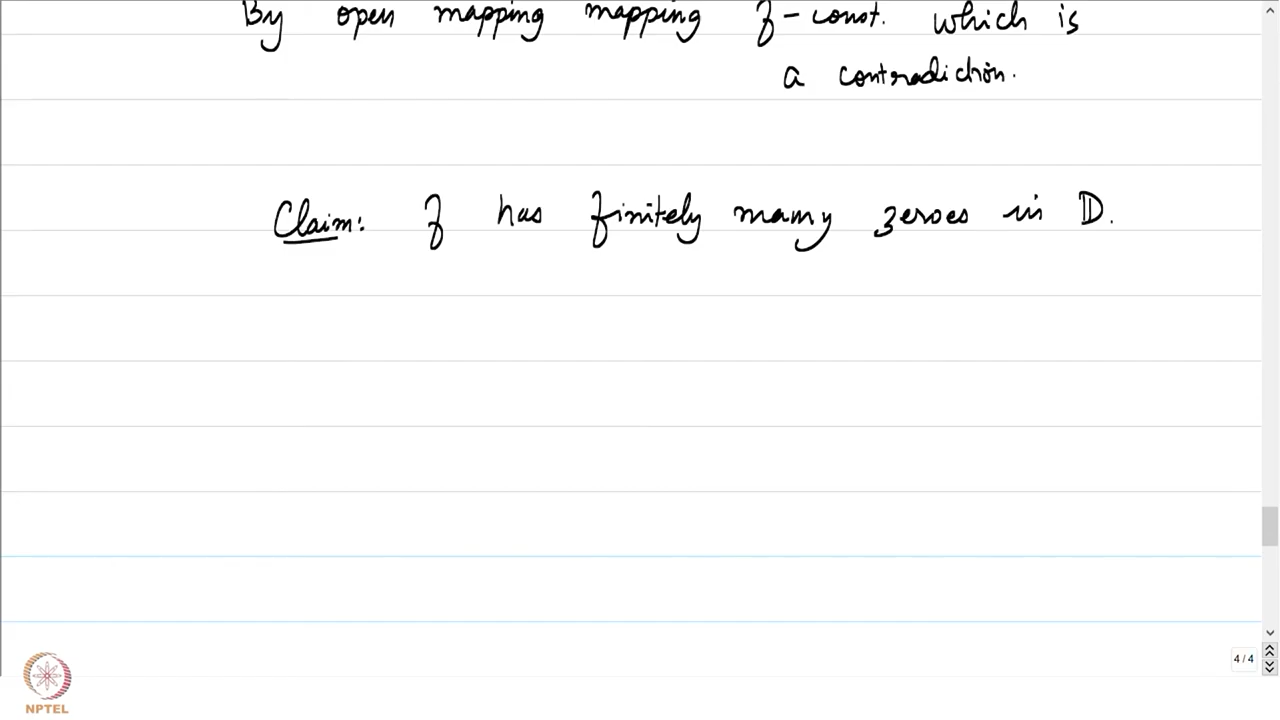 By open mapping mapping f - const. which is
a contradiction.
Claim: f has finitely many zeroes in D.
4 / 4
NPTEL